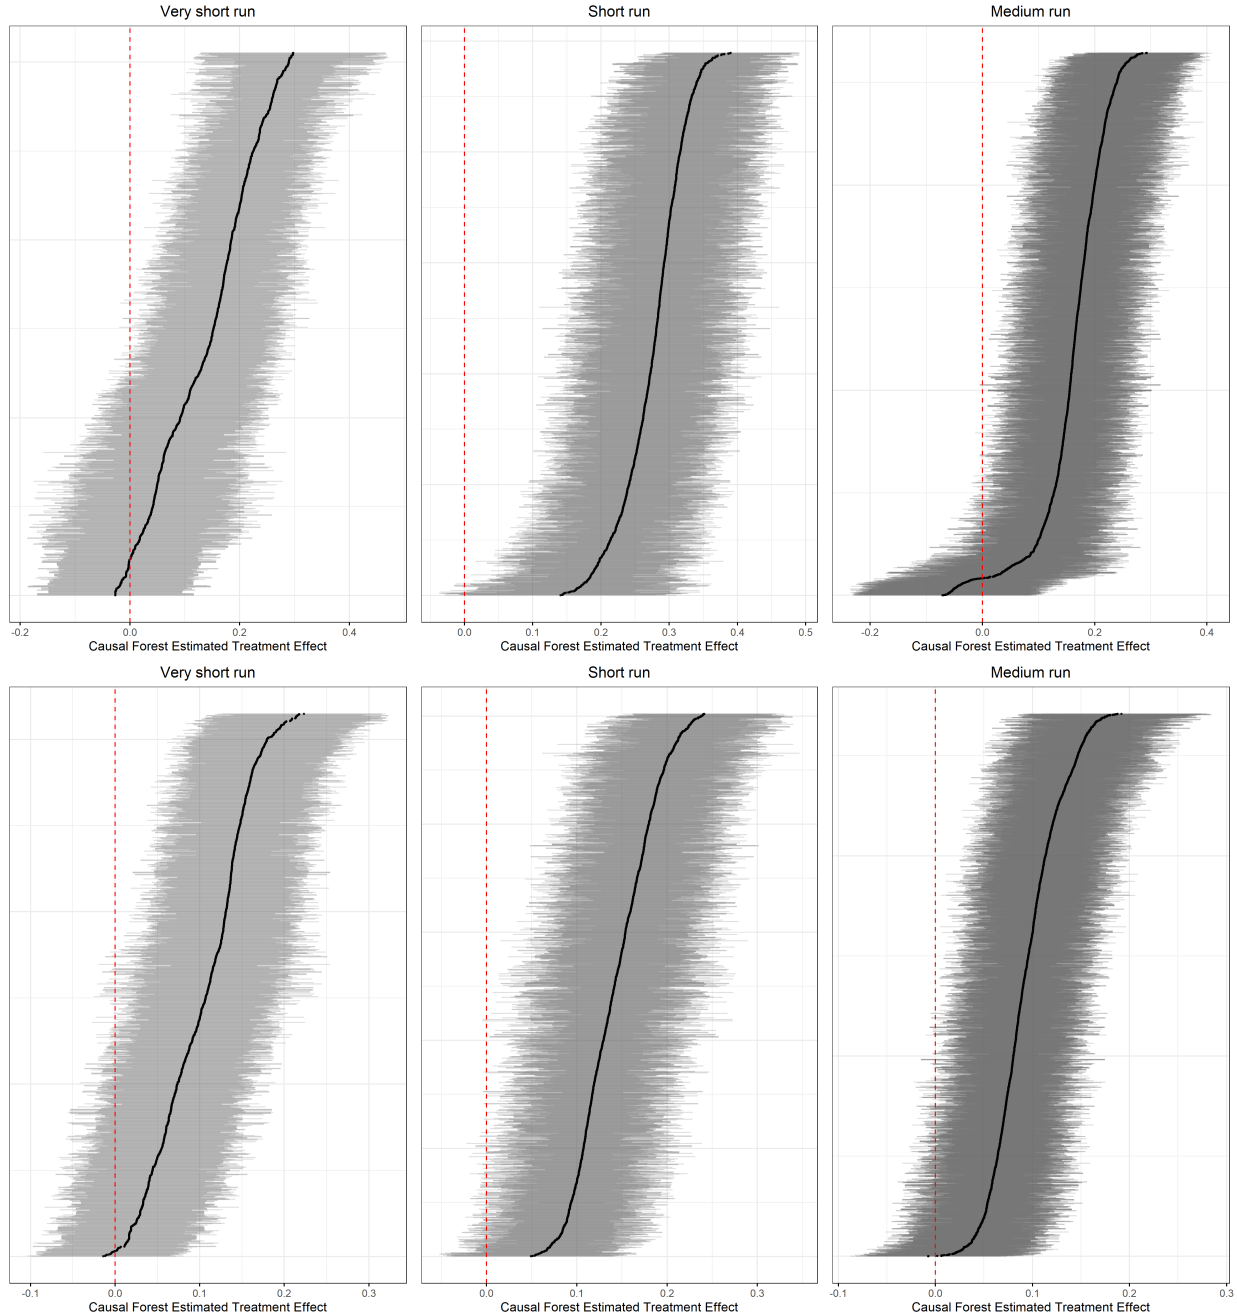 Very short run
Short run
Medium run
-0.2 0.0 0.2 0.4
0.0 0.1 0.2 0.3 0.4 0.5
-0.2 0.0 0.2 0.4
Causal Forest Estimated Treatment Effect
Causal Forest Estimated Treatment Effect
Causal Forest Estimated Treatment Effect
Very short run
Short run
Medium run
-0.1 0.0 0.1 0.2 0.3
0.0 0.1 0.2 0.3
-0.1 0.0 0.1 0.2 0.3
Causal Forest Estimated Treatment Effect
Causal Forest Estimated Treatment Effect
Causal Forest Estimated Treatment Effect